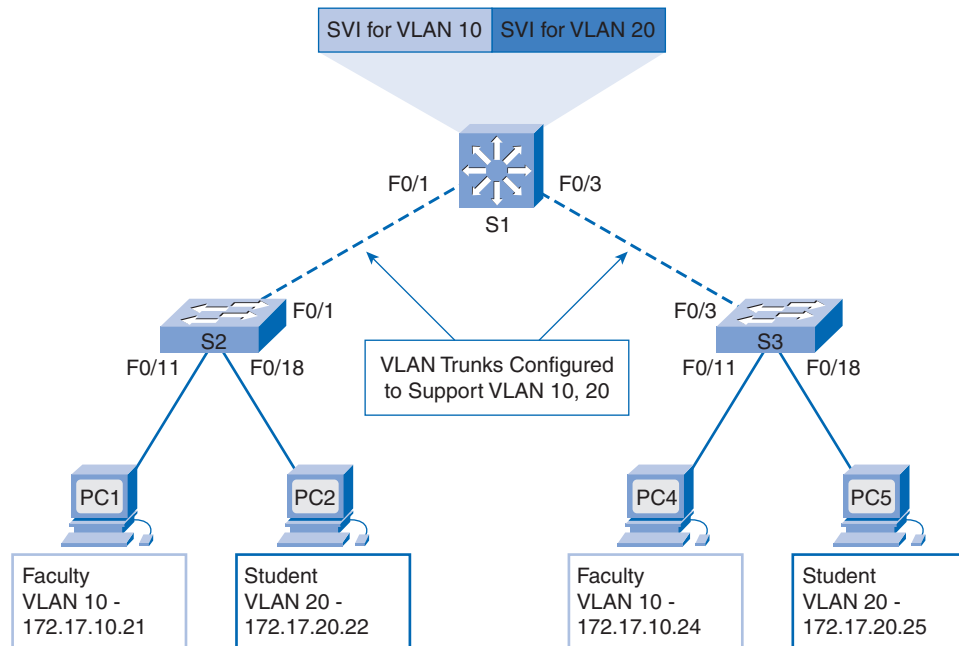 SVI for VLAN 10
SVI for VLAN 20
F0/1
F0/3
S1
F0/1
F0/3
S2
S3
F0/11
F0/18
VLAN Trunks Configured
to Support VLAN 10, 20
F0/11
F0/18
PC1
PC2
PC4
PC5
Faculty
VLAN 10 -
172.17.10.21
Student
VLAN 20 -
172.17.20.22
Faculty
VLAN 10 -
172.17.10.24
Student
VLAN 20 -
172.17.20.25